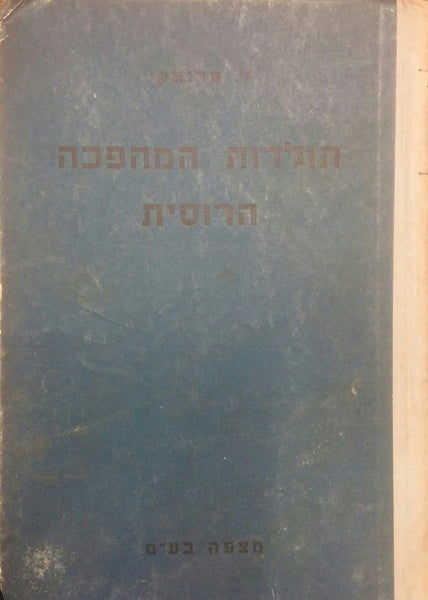 ל. טרוצקי
תולדות המהפכה
הרוסית
מצפה בע"מ